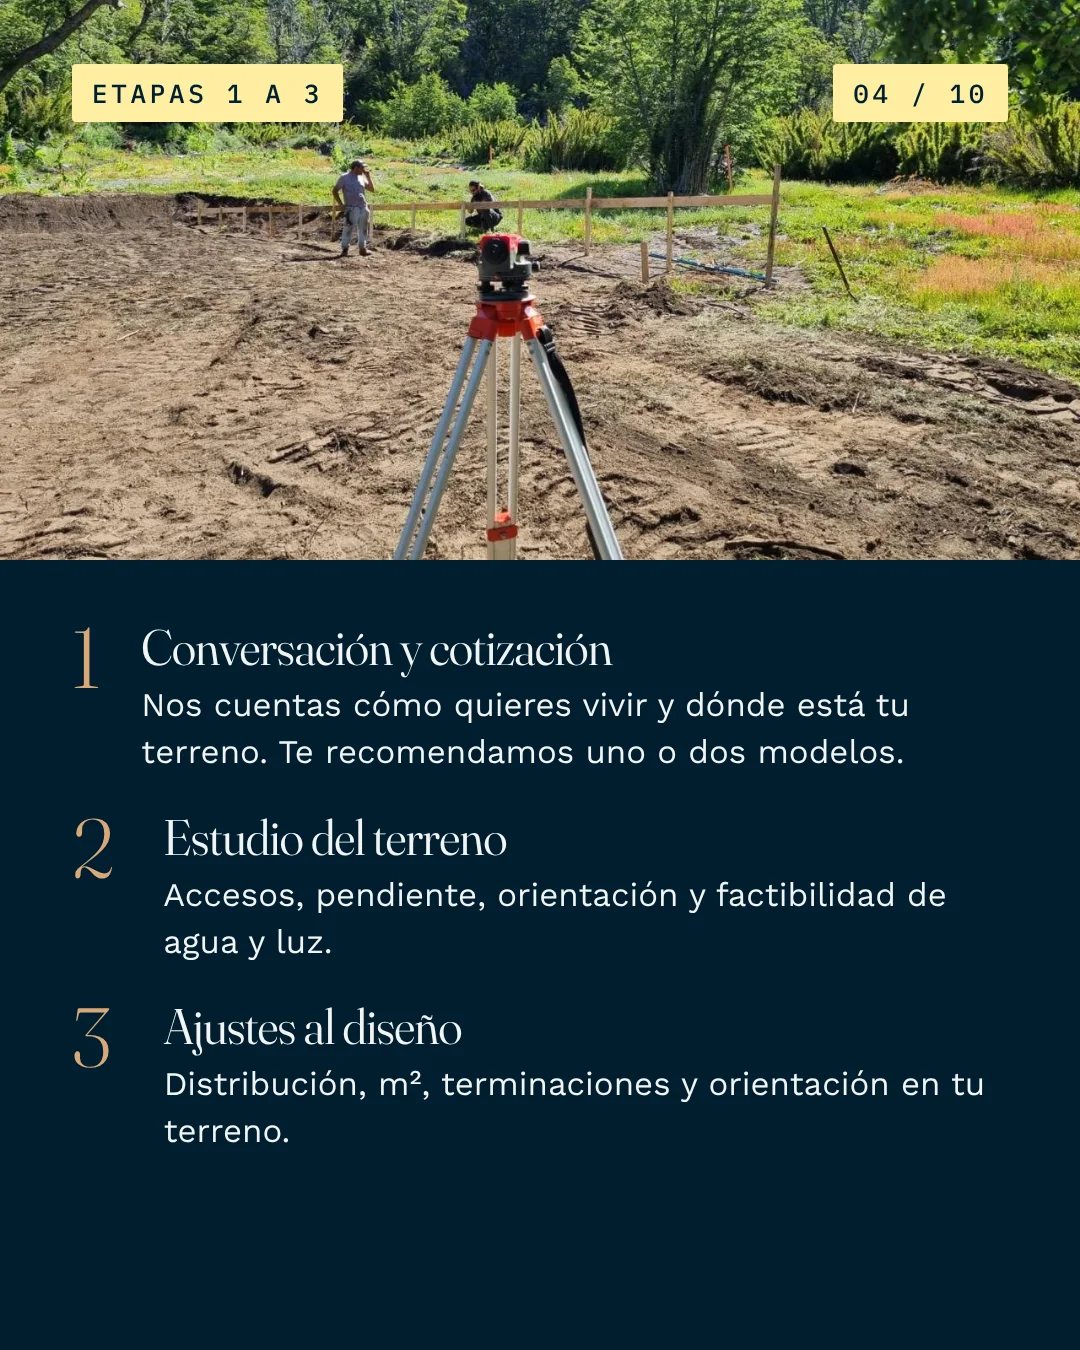 ETAPAS 1 A 3
04 / 10
1 Conversación y cotización
Nos cuentas cómo quieres vivir y dónde está tu
terreno. Te recomendamos uno o dos modelos.
2 Estudio del terreno
Accesos, pendiente, orientación y factibilidad de
agua y luz.
3 Ajustes al diseño
Distribución, m², terminaciones y orientación en tu
terreno.